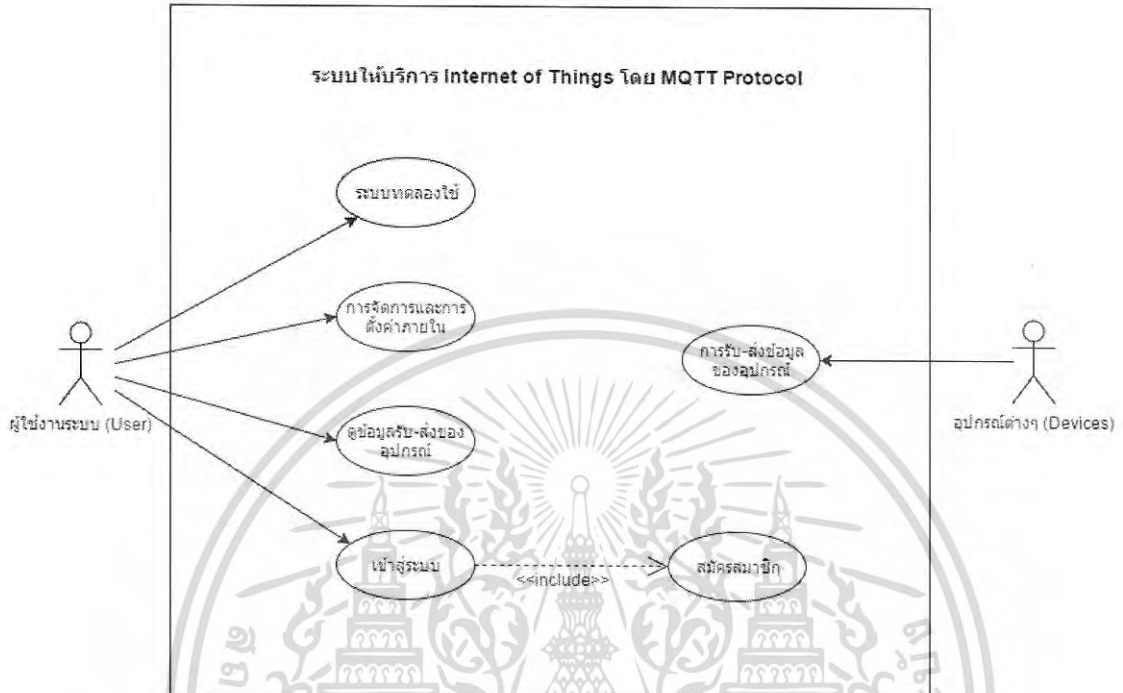 ระบบให้บริการ Internet of Things โดย MQTT Protocol
ระบบทดลองใช้
การจัดการและการ
ตั้งค่าภายใน
การรับ-ส่งข้อมูล
ของอุปกรณ์
ผู้ใช้งานระบบ (User)
อุปกรณ์ต่างๆ (Devices)
ดูข้อมูลรับ-ส่งของ
อุปกรณ์
เข้าสู่ระบบ
<<include>>
สมัครสมาชิก